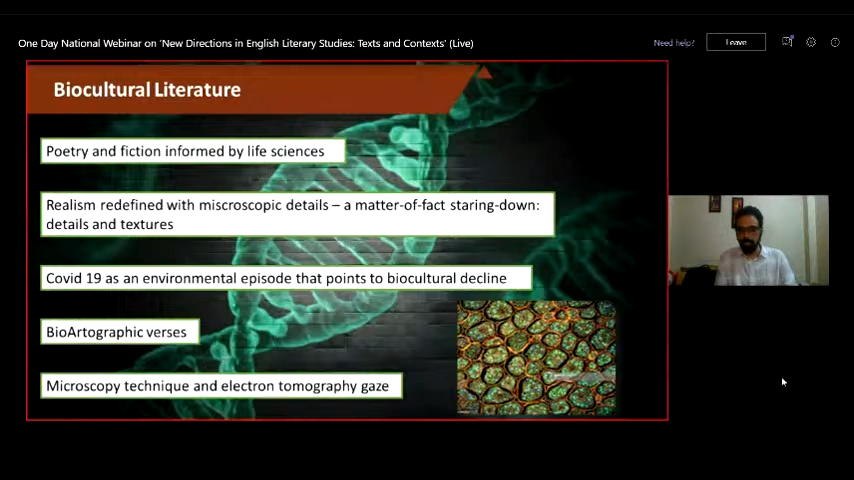 One Day National Webinar on 'New Directions in English Literary Studies: Texts and Contexts' (Live)
Need help?
Leave
Biocultural Literature
Poetry and fiction informed by life sciences
Realism redefined with miscroscopic details – a matter-of-fact staring-down:
details and textures
Covid 19 as an environmental episode that points to biocultural decline
BioArtographic verses
Microscopy technique and electron tomography gaze